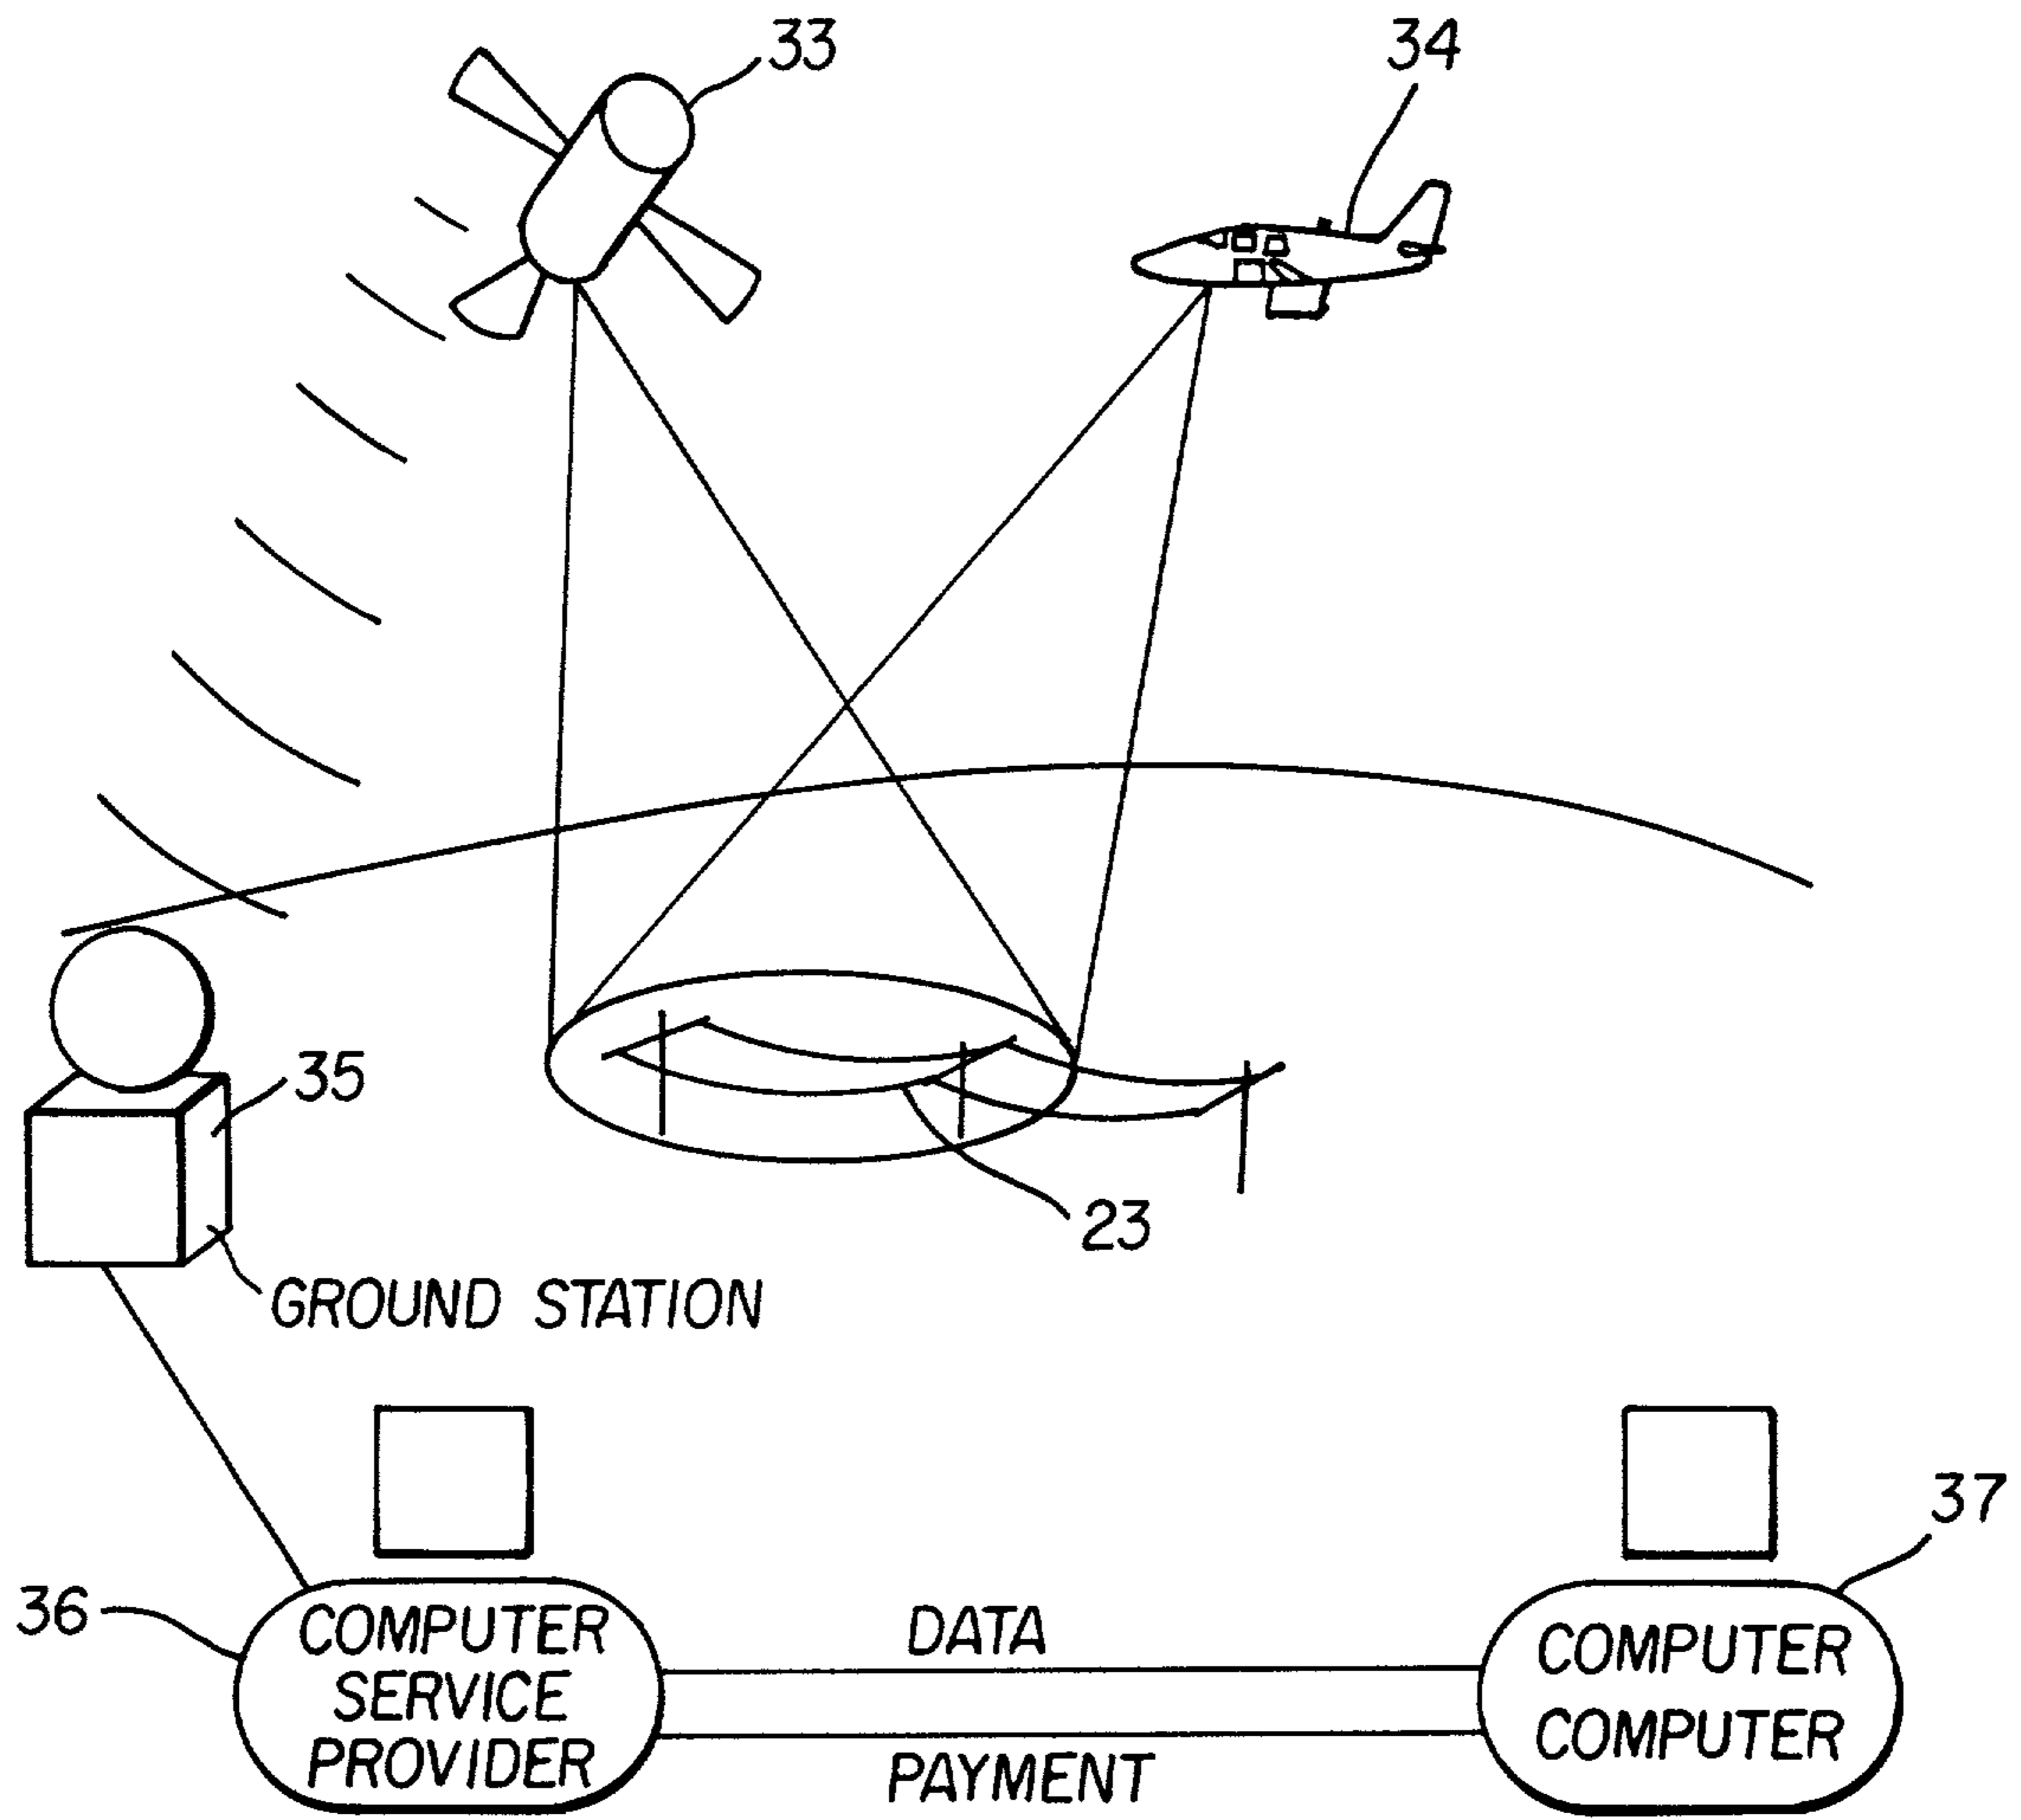 33
34
35
23
GROUND STATION
37
36
COMPUTER
SERVICE
PROVIDER
DATA
PAYMENT
COMPUTER
COMPUTER